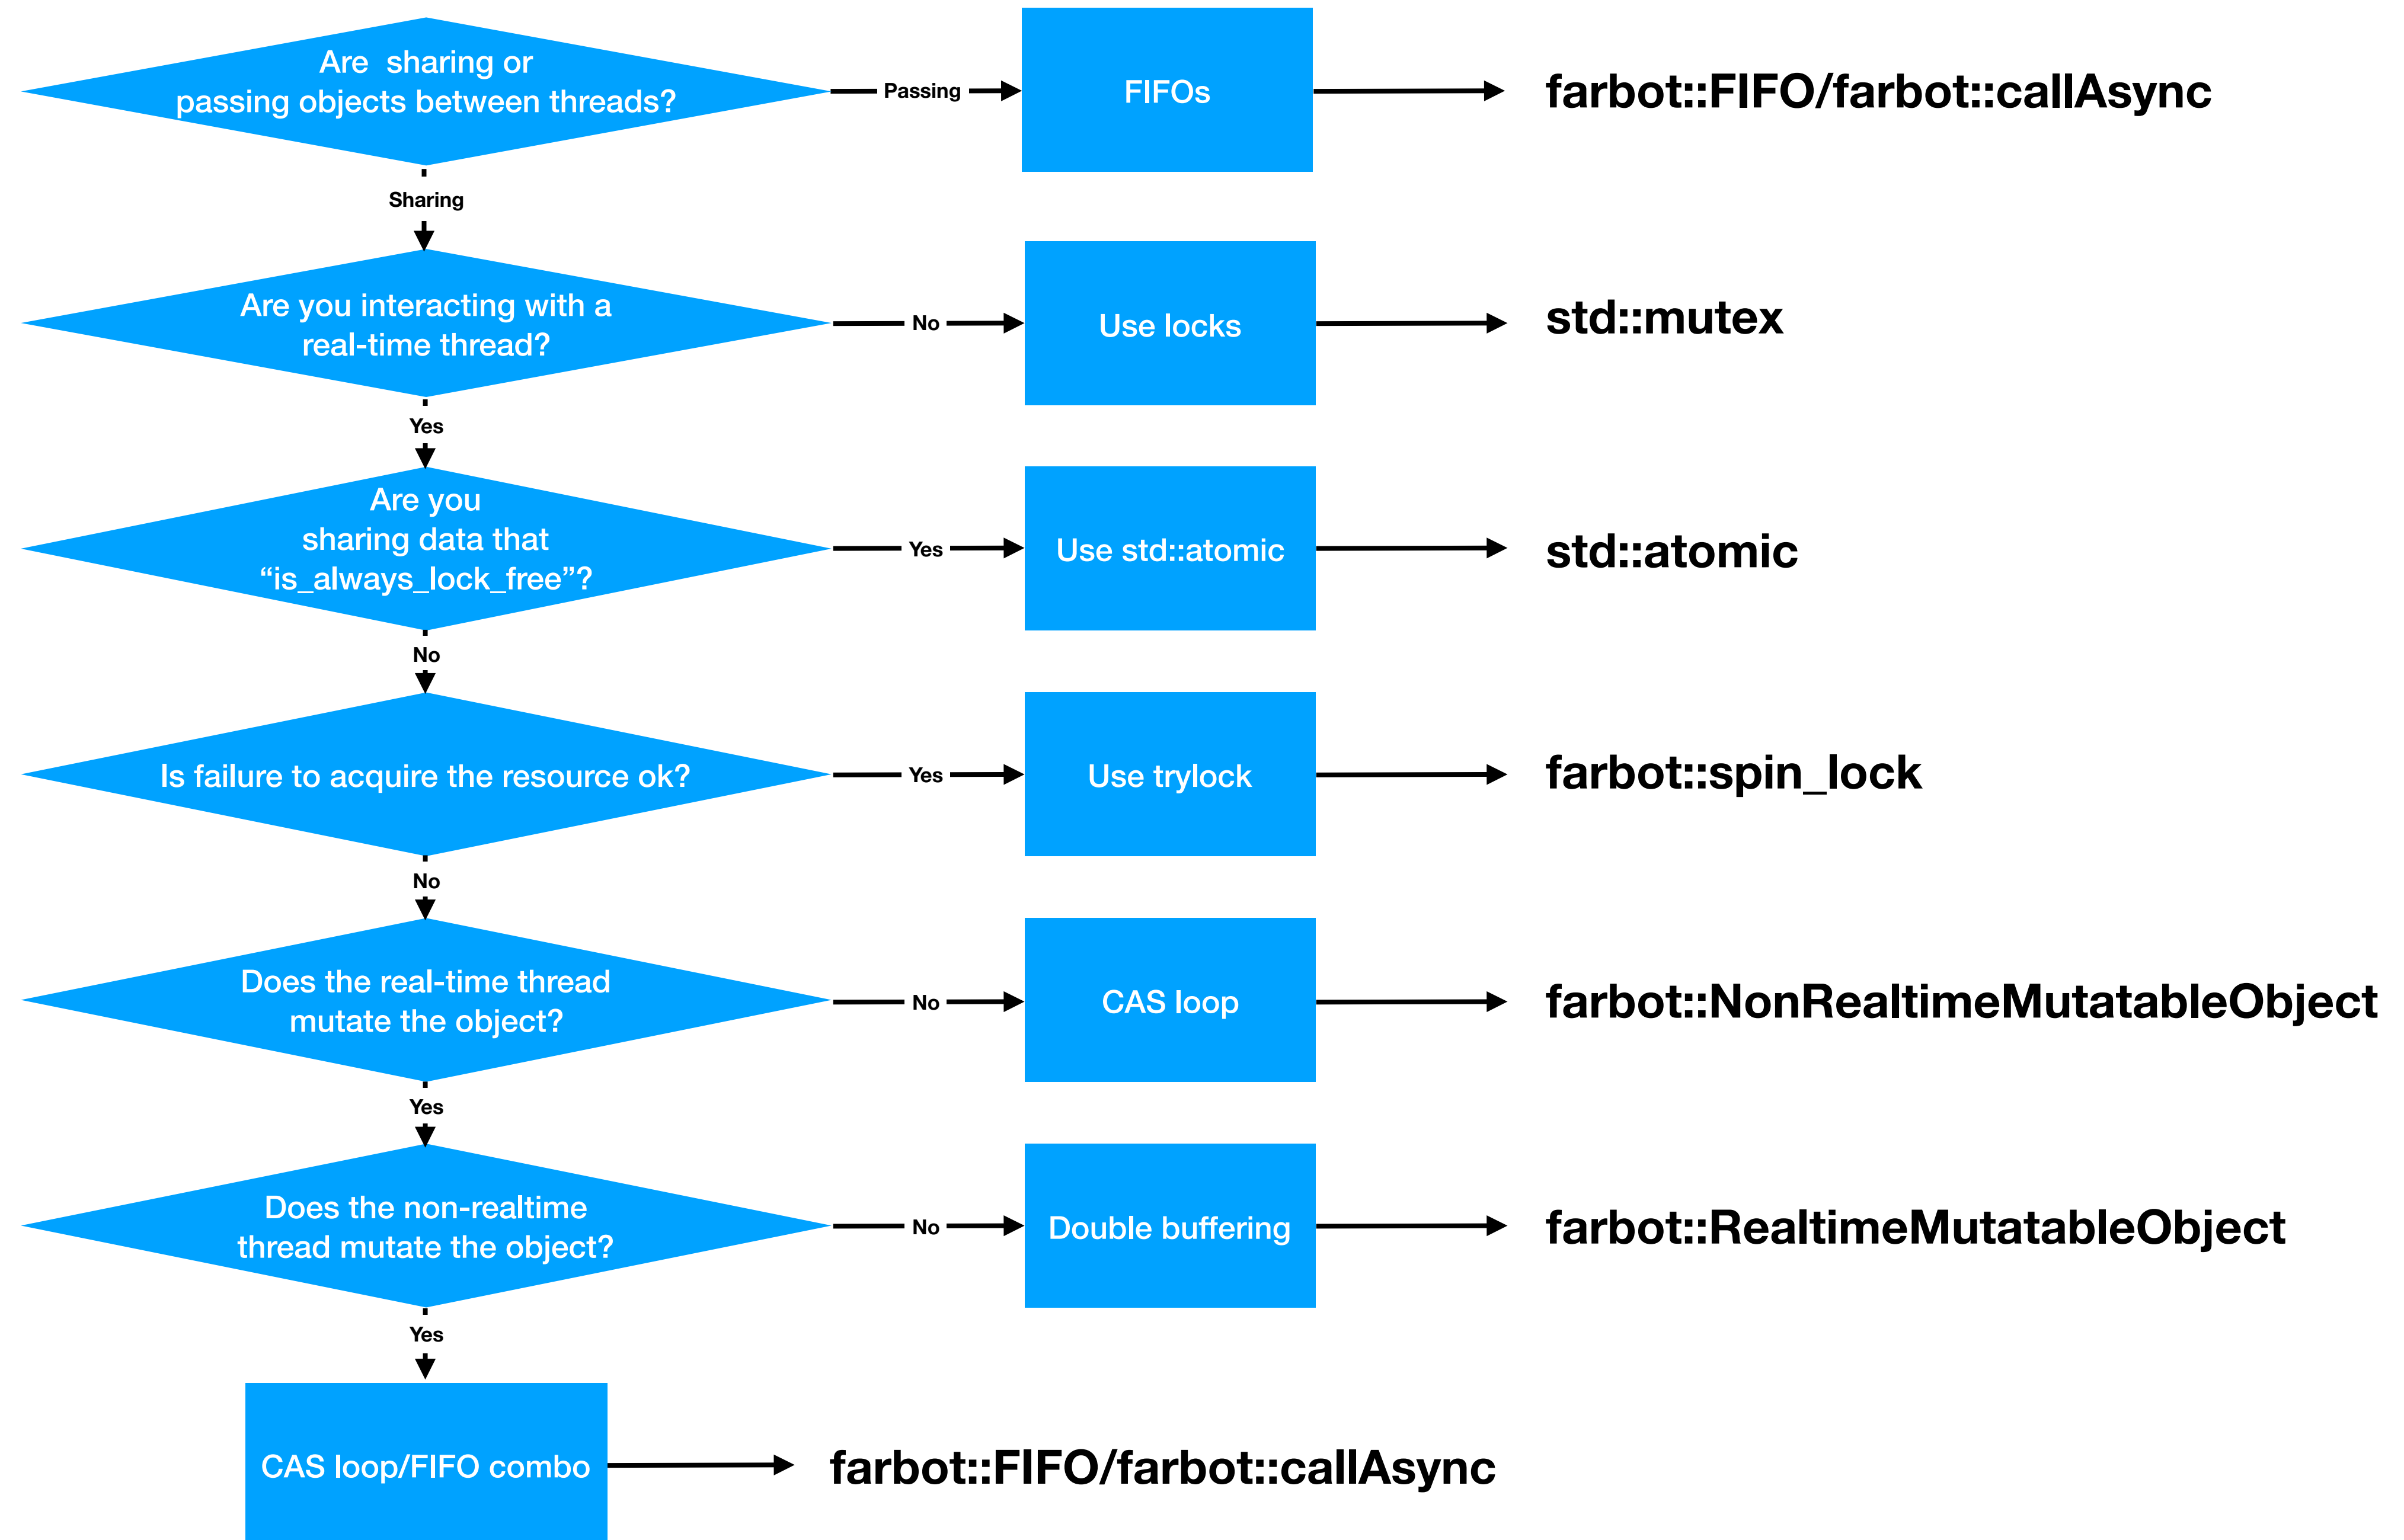 Are  sharing or
passing objects between threads?
Passing
FIFOs
farbot::FIFO/farbot::callAsync
Sharing
Are you interacting with a
real-time thread?
No
Use locks
std::mutex
Yes
Are you
sharing data that
“is_always_lock_free”?
Yes
Use std::atomic
std::atomic
No
Is failure to acquire the resource ok?
Yes
Use trylock
farbot::spin_lock
No
Does the real-time thread
mutate the object?
No
CAS loop
farbot::NonRealtimeMutatableObject
Yes
Does the non-realtime
thread mutate the object?
No
Double buffering
farbot::RealtimeMutatableObject
Yes
CAS loop/FIFO combo
farbot::FIFO/farbot::callAsync